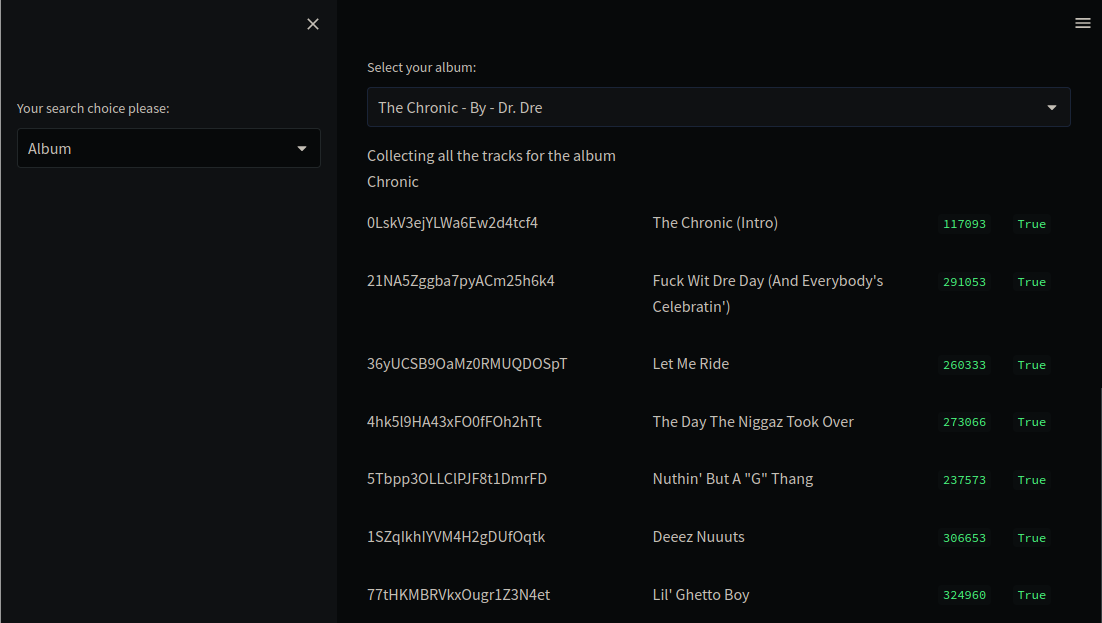 Your search choice please:
Album
Select your album:
The Chronic - By - Dr. Dre
Collecting all the tracks for the album
Chronic
0LskV3ejYLWa6Ew2d4tcf4 The Chronic (Intro) 117093 True
21NA5Zggba7pyACm25h6k4 Fuck Wit Dre Day (And Everybody's 291053 True
Celebratin')
36yUCSB9OaMz0RMUQDOSpT Let Me Ride 260333 True
4hk5l9HA43xFO0fFOh2hTt The Day The Niggaz Took Over 273066 True
5Tbpp3OLLClPJF8t1DmrFD Nuthin' But A "G" Thang 237573 True
1SZqIkhIYVM4H2gDUfOqtk Deeez Nuuuts 306653 True
77tHKMBRVkxOugr1Z3N4et Lil' Ghetto Boy 324960 True